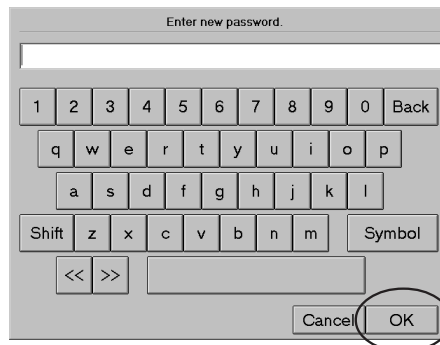 Enter new password.
1 2 3 4 5 6 7 8 9 0 Back
q w e r t y u i o p
a s d f g h j k l
Shift z x c v b n m Symbol
<< >>
Cancel OK